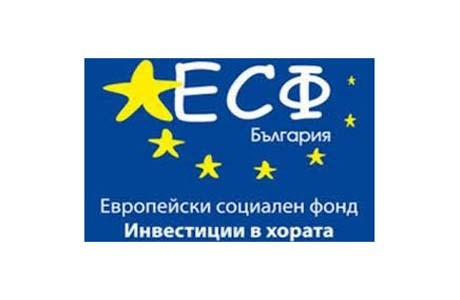 ЕСФ
България
Европейски социален фонд
Инвестиции в хората